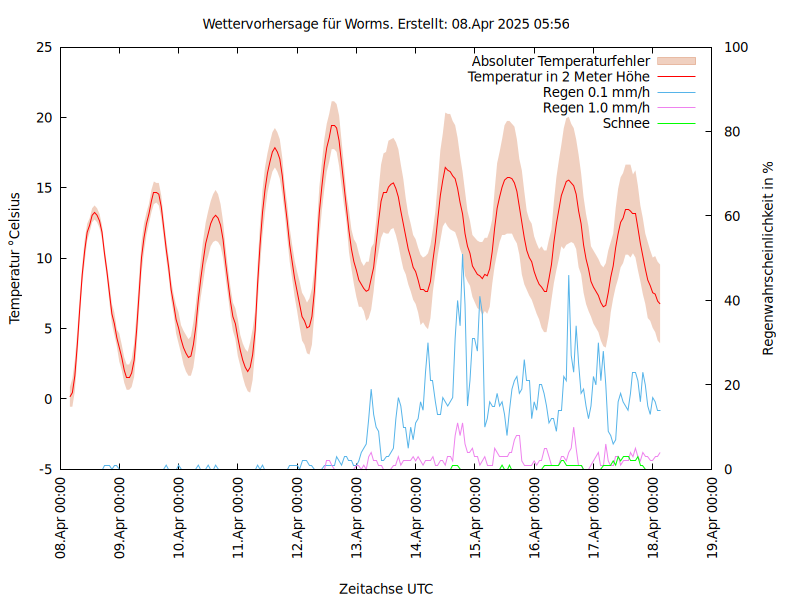 Wettervorhersage für Worms. Erstellt: 08.Apr 2025 05:56
Absoluter Temperaturfehler
Temperatur in 2 Meter Höhe
Regen 0.1 mm/h
Regen 1.0 mm/h
Schnee
Temperatur °Celsius
25
20
15
10
5
0
-5
Regenwahrscheinlichkeit in %
100
80
60
40
20
0
08.Apr 00:00
09.Apr 00:00
10.Apr 00:00
11.Apr 00:00
12.Apr 00:00
13.Apr 00:00
14.Apr 00:00
15.Apr 00:00
16.Apr 00:00
17.Apr 00:00
18.Apr 00:00
19.Apr 00:00
Zeitachse UTC